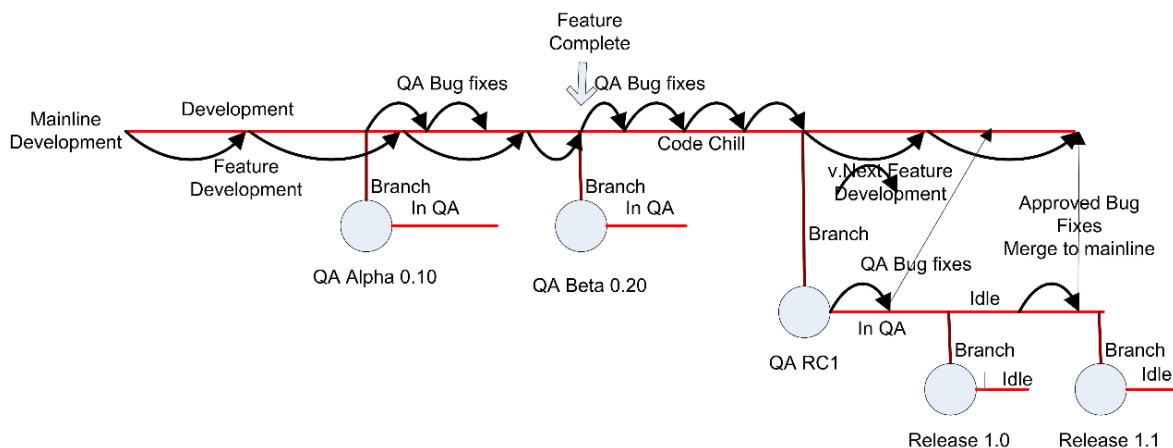 Feature
Complete
QA Bug fixes
QA Bug fixes
Mainline
Development
Development
Code Chill
Feature
Development
v.Next Feature
Development
Branch
In QA
Branch
In QA
Approved Bug
Fixes
Merge to mainline
Branch
QA Alpha 0.10
QA Beta 0.20
QA Bug fixes
Idle
In QA
QA RC1
Branch
Idle
Branch
Idle
Release 1.0
Release 1.1